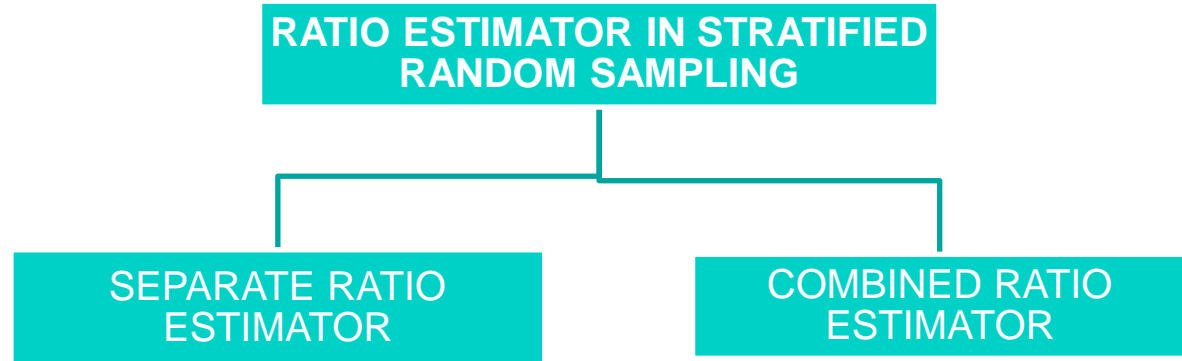 RATIO ESTIMATOR IN STRATIFIED
RANDOM SAMPLING
SEPARATE RATIO
ESTIMATOR
COMBINED RATIO
ESTIMATOR